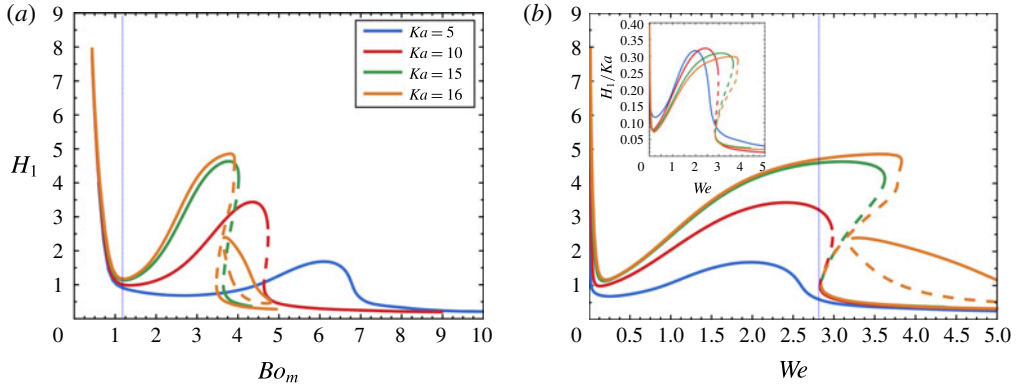 (a)
9
8
7
6
5
4
3
2
1
0
H1
Ka = 5
Ka = 10
Ka = 15
Ka = 16
1 2 3 4 5 6 7 8 9 10
Bom
(b)
9
8
7
6
5
4
3
2
1
0
0.5 1.0 1.5 2.0 2.5 3.0 3.5 4.0 4.5 5.0
We
H1/Ka
0.40
0.35
0.30
0.25
0.20
0.15
0.10
0.05
0 1 2 3 4 5
We